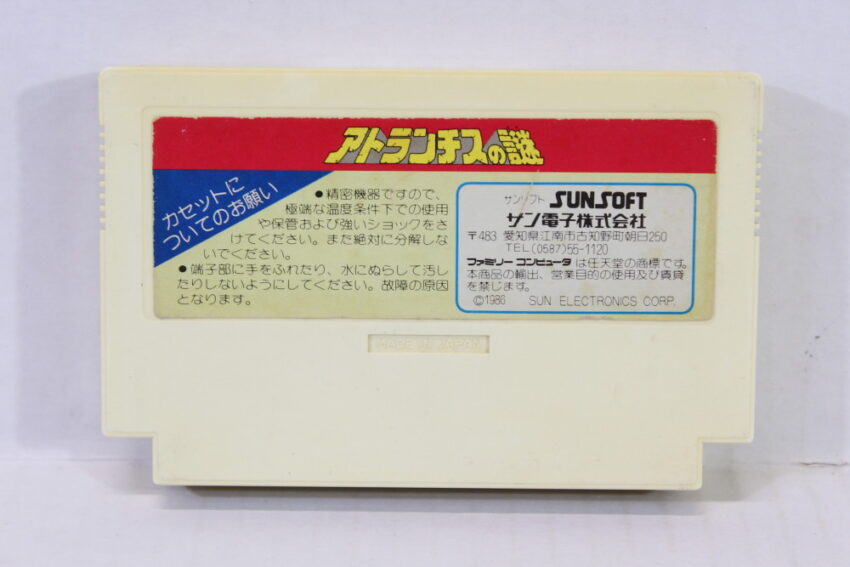 アトランチスの謎
カセットに
ついてのお願い
●精密機器ですので、
極端な温度条件下での使用
や保管および強いショックをさ
けてください。また絶対に分解しな
いでください。
●端子部に手をふれたり、水にぬらして汚し
たりしないようにしてください。故障の原因
となります。
サンソフト SUNSOFT
サン電子株式会社
〒483 愛知県江南市古知野町朝日250
TEL(0587)55-1120
ファミリーコンピュータは任天堂の商標です。
本商品の輸出、営業目的の使用及び賃貸
を禁じます。
©1986 SUN ELECTRONICS CORP.
MADE IN JAPAN